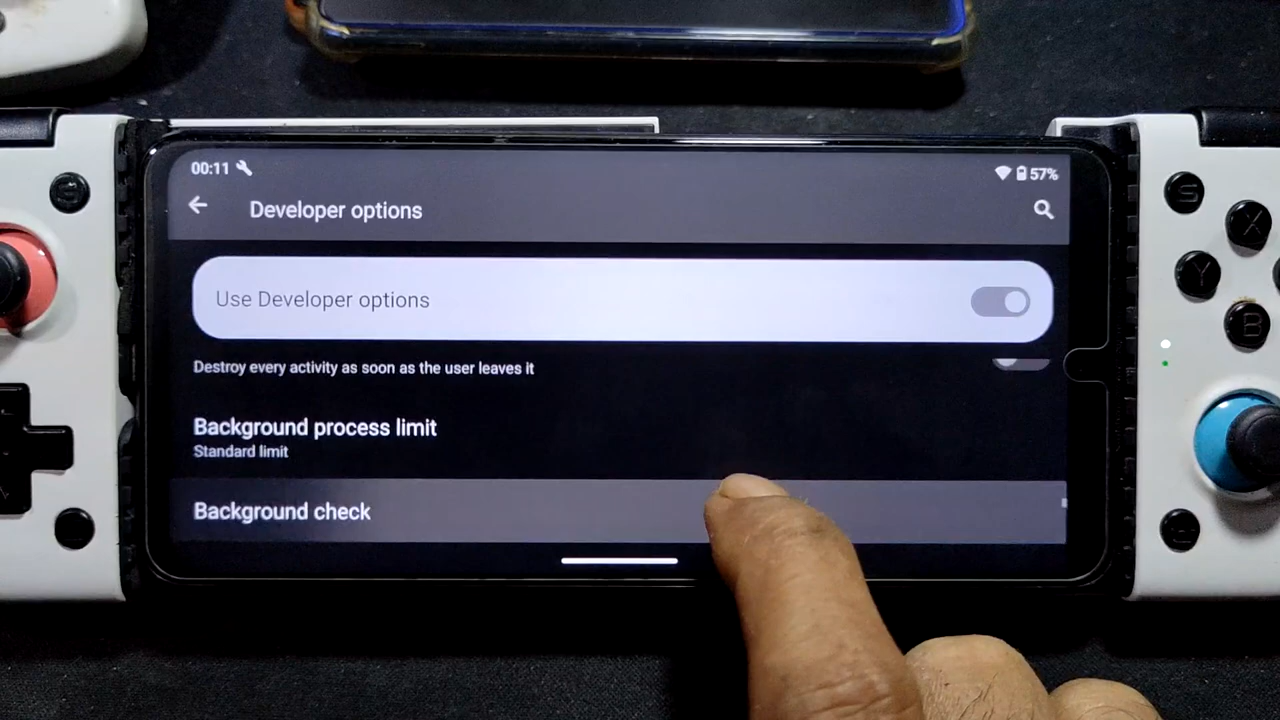 00:11
57%
Developer options
Use Developer options
Destroy every activity as soon as the user leaves it
Background process limit
Standard limit
Background check
S
X
Y
B